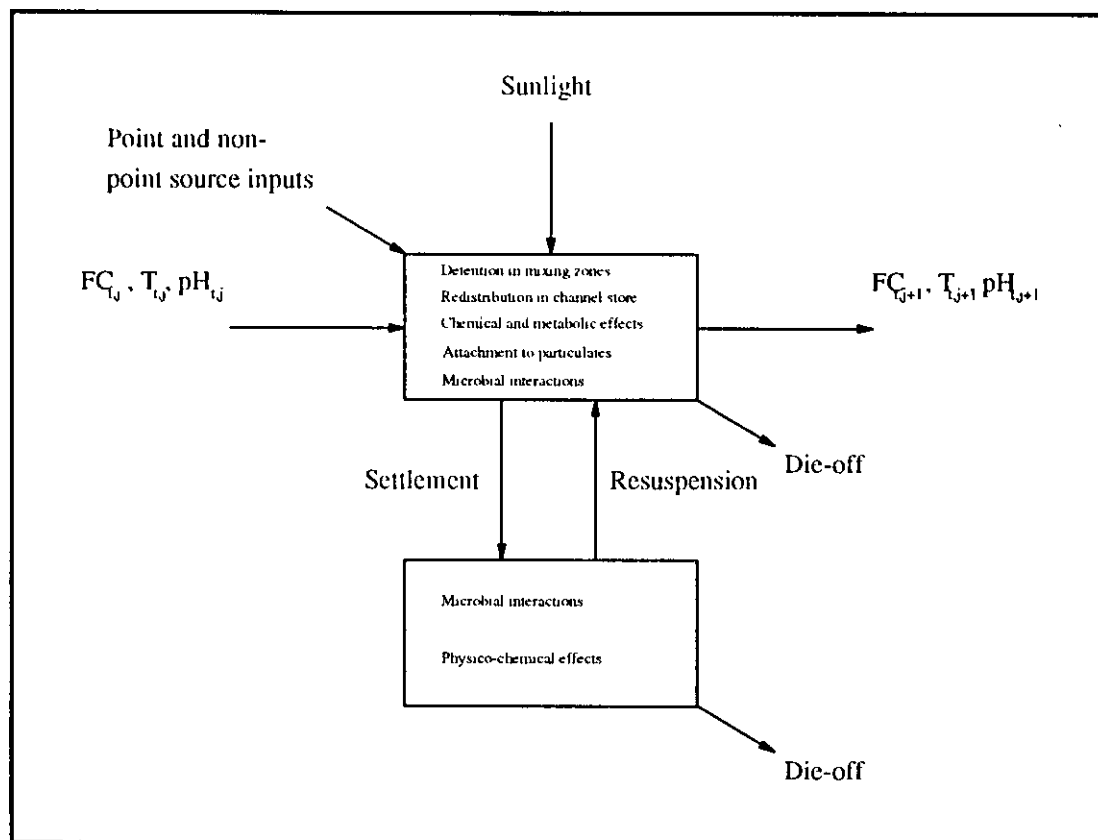 Sunlight
Point and non-
point source inputs
FC_{t,j}, T_{t,j}, pH_{t,j}
FC_{t,j+1}, T_{t,j+1} pH_{t,j+1}
Detention in mixing zones
Redistribution in channel store
Chemical and metabolic effects
Attachment to particulates
Microbial interactions
Die-off
Settlement
Resuspension
Microbial interactions
Physico-chemical effects
Die-off